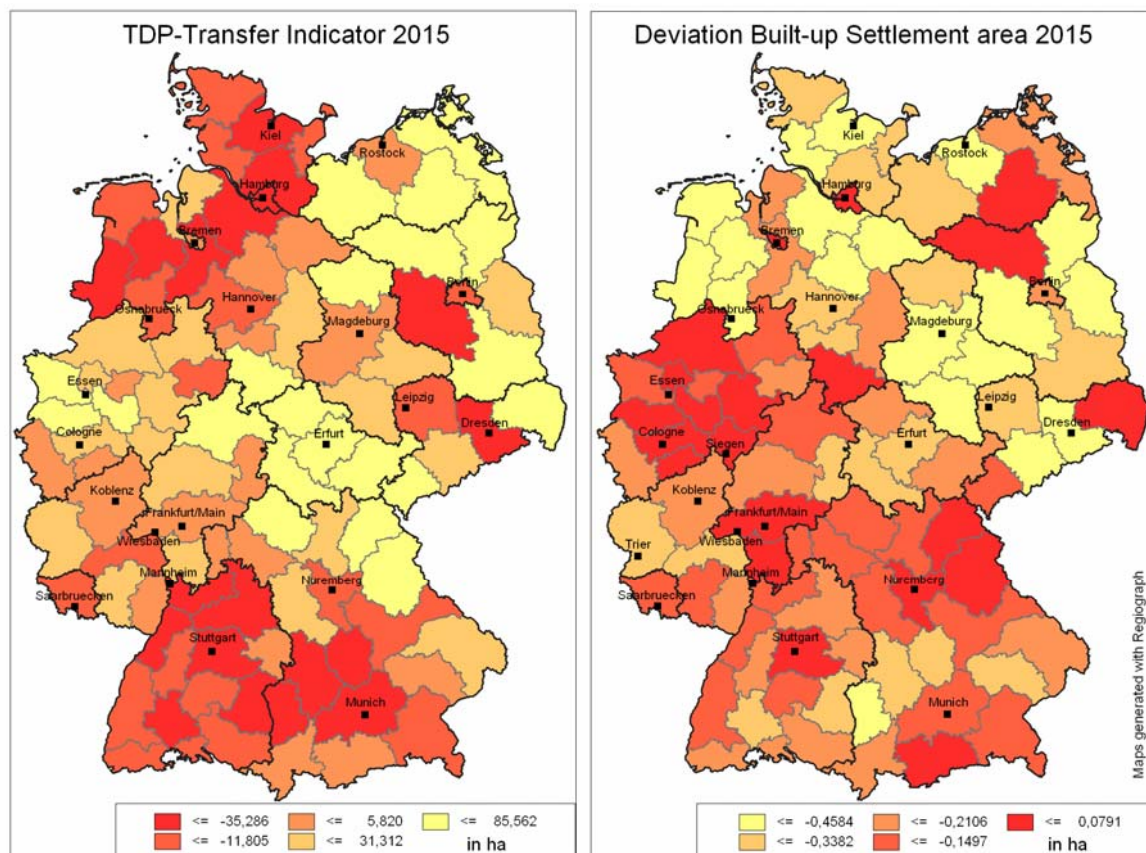 TDP-Transfer Indicator 2015
Kiel
Rostock
Hamburg
Bremen
Berlin
Osnabrueck
Hannover
Magdeburg
Essen
Leipzig
Dresden
Cologne
Erfurt
Koblenz
Frankfurt/Main
Wiesbaden
Mannheim
Nuremberg
Saarbruecken
Stuttgart
Munich
<= -35,286 <= 5,820 <= 85,562
<= -11,805 <= 31,312 in ha
Deviation Built-up Settlement area 2015
Kiel
Rostock
Hamburg
Bremen
Berlin
Osnabrueck
Hannover
Magdeburg
Essen
Leipzig
Dresden
Cologne
Siegen
Erfurt
Koblenz
Frankfurt/Main
Wiesbaden
Trier
Mannheim
Nuremberg
Saarbruecken
Stuttgart
Munich
<= -0,4584 <= -0,2106 <= 0,0791
<= -0,3382 <= -0,1497 in ha
Maps generated with Regiograph